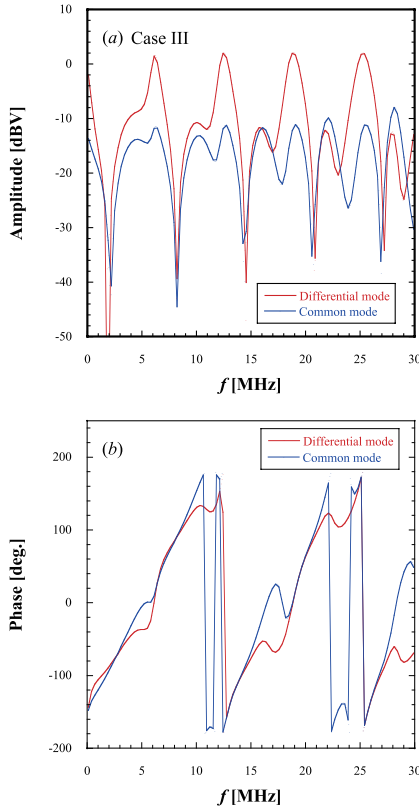 (a) Case III
10
0
-10
-20
-30
-40
-50
Amplitude [dBV]
Differential mode
Common mode
0 5 10 15 20 25 30
f [MHz]
(b)
Differential mode
Common mode
200
100
0
-100
-200
Phase [deg.]
0 5 10 15 20 25 30
f [MHz]